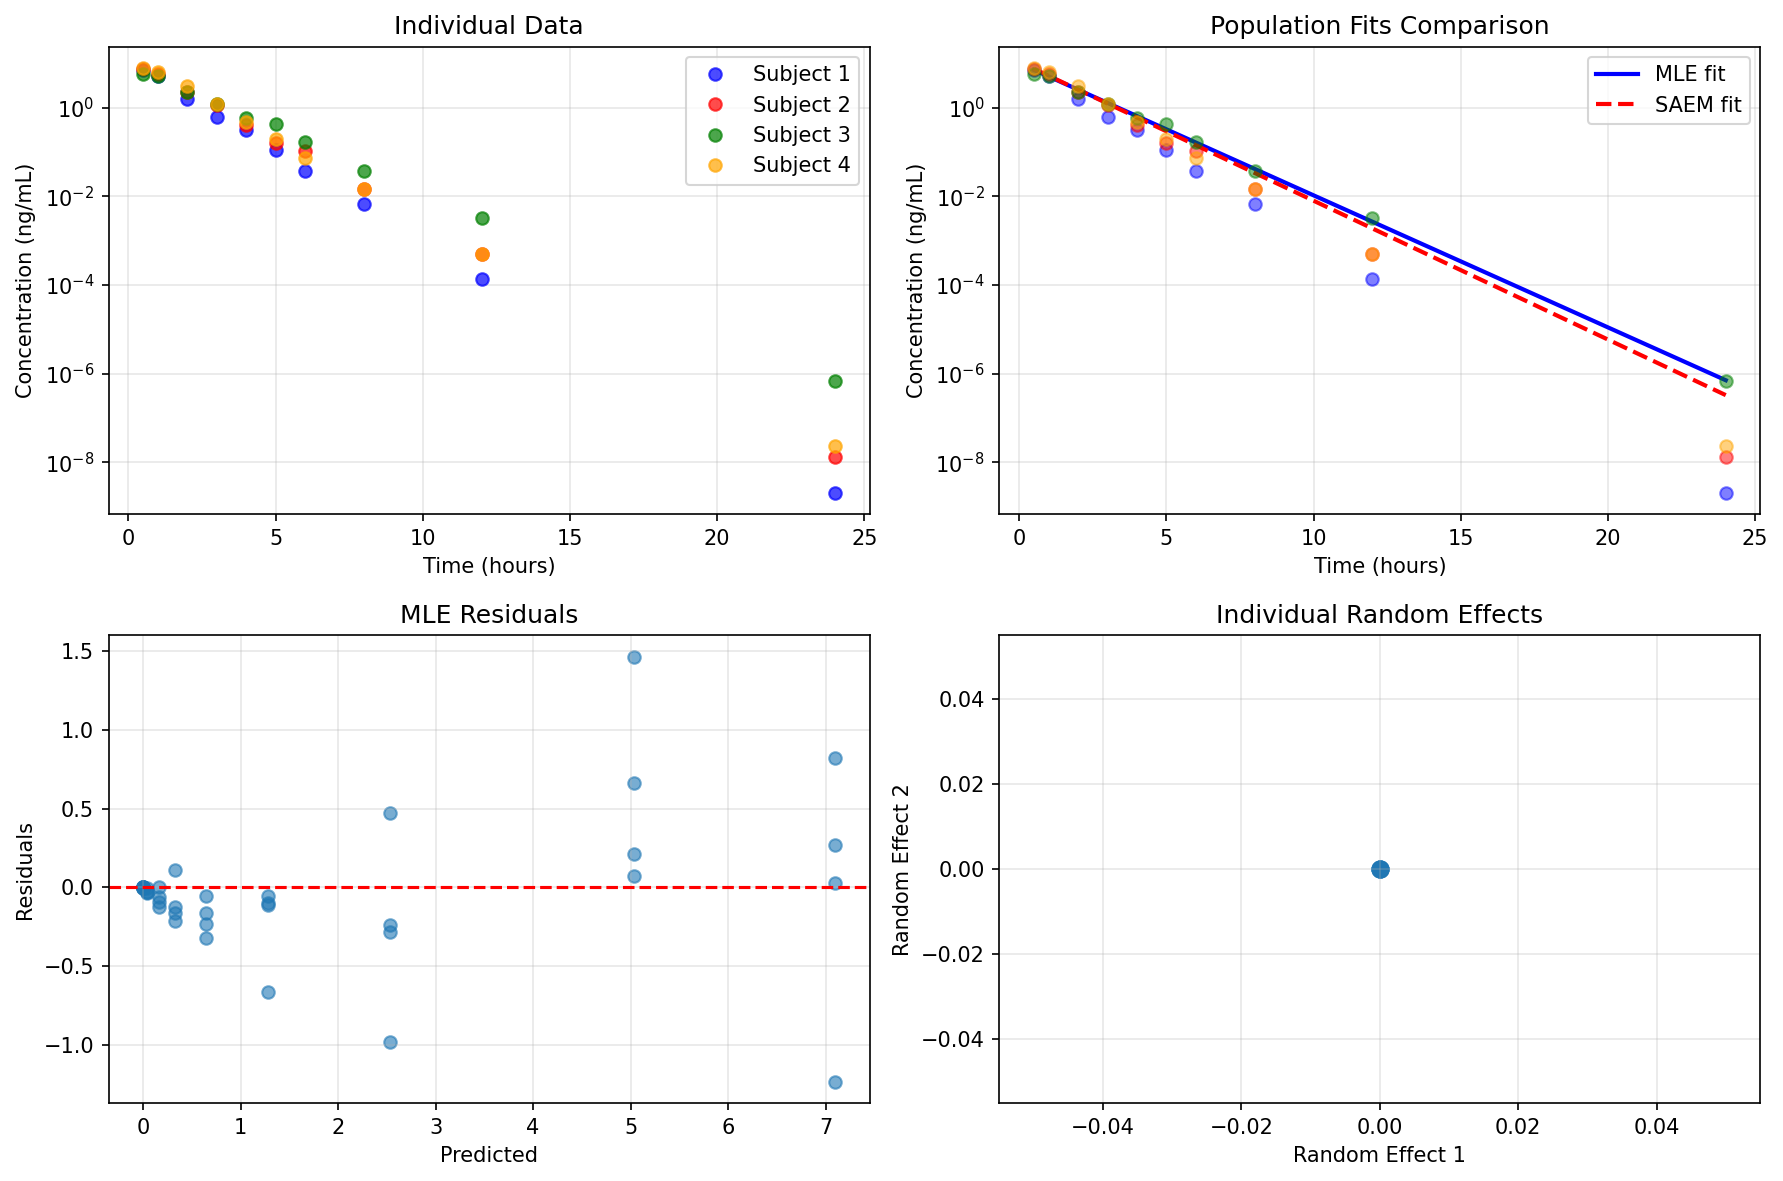 Individual Data
Concentration (ng/mL)
10⁰
10⁻²
10⁻⁴
10⁻⁶
10⁻⁸
Subject 1
Subject 2
Subject 3
Subject 4
0 5 10 15 20 25
Time (hours)
Population Fits Comparison
Concentration (ng/mL)
10⁰
10⁻²
10⁻⁴
10⁻⁶
10⁻⁸
MLE fit
SAEM fit
0 5 10 15 20 25
Time (hours)
MLE Residuals
Residuals
1.5
1.0
0.5
0.0
−0.5
−1.0
0 1 2 3 4 5 6 7
Predicted
Individual Random Effects
Random Effect 2
0.04
0.02
0.00
−0.02
−0.04
−0.04 −0.02 0.00 0.02 0.04
Random Effect 1